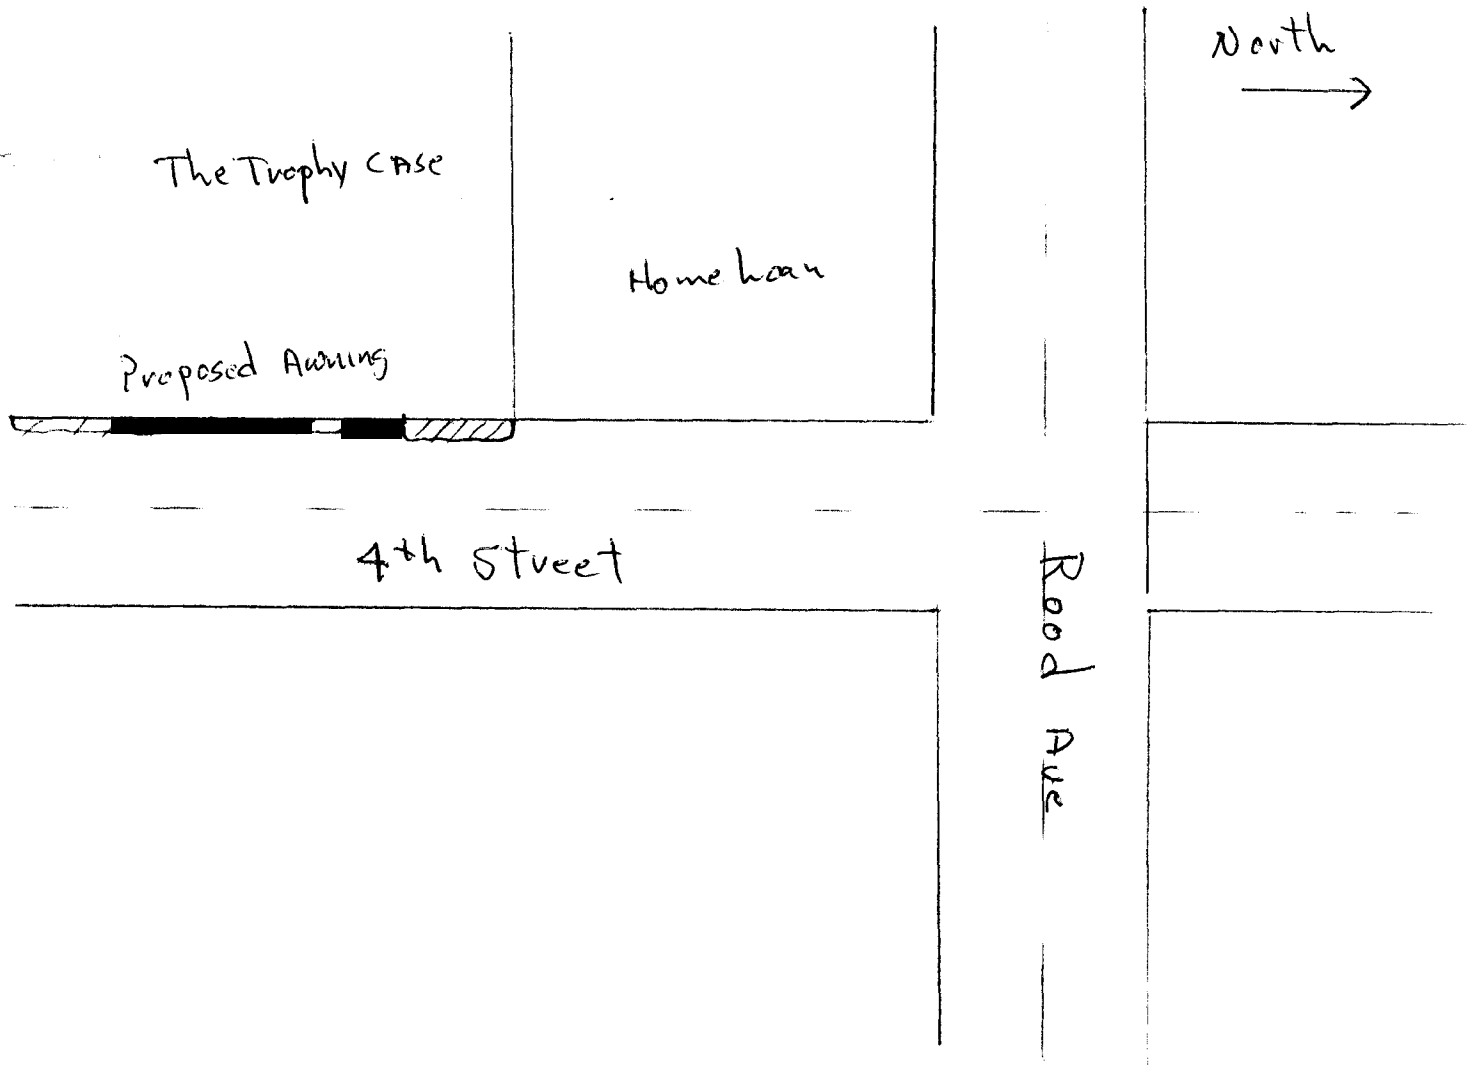 North
The Trophy CASE
Home Loan
Proposed Awning
4th Street
Rood Ave